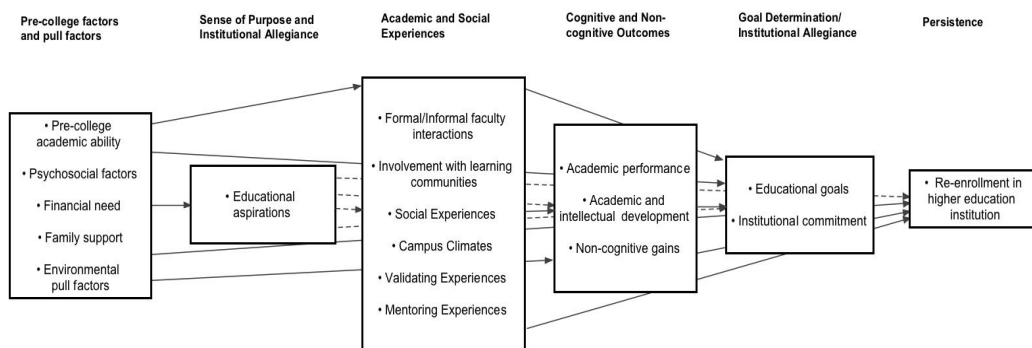 Pre-college factors
and pull factors
Sense of Purpose and
Institutional Allegiance
Academic and Social
Experiences
Cognitive and Non-
cognitive Outcomes
Goal Determination/
Institutional Allegiance
Persistence
• Pre-college
academic ability
• Psychosocial factors
• Financial need
• Family support
• Environmental
pull factors
• Educational
aspirations
• Formal/Informal faculty
interactions
• Involvement with learning
communities
• Social Experiences
• Campus Climates
• Validating Experiences
• Mentoring Experiences
• Academic performance
• Academic and
intellectual development
• Non-cognitive gains
• Educational goals
• Institutional commitment
• Re-enrollment in
higher education
institution